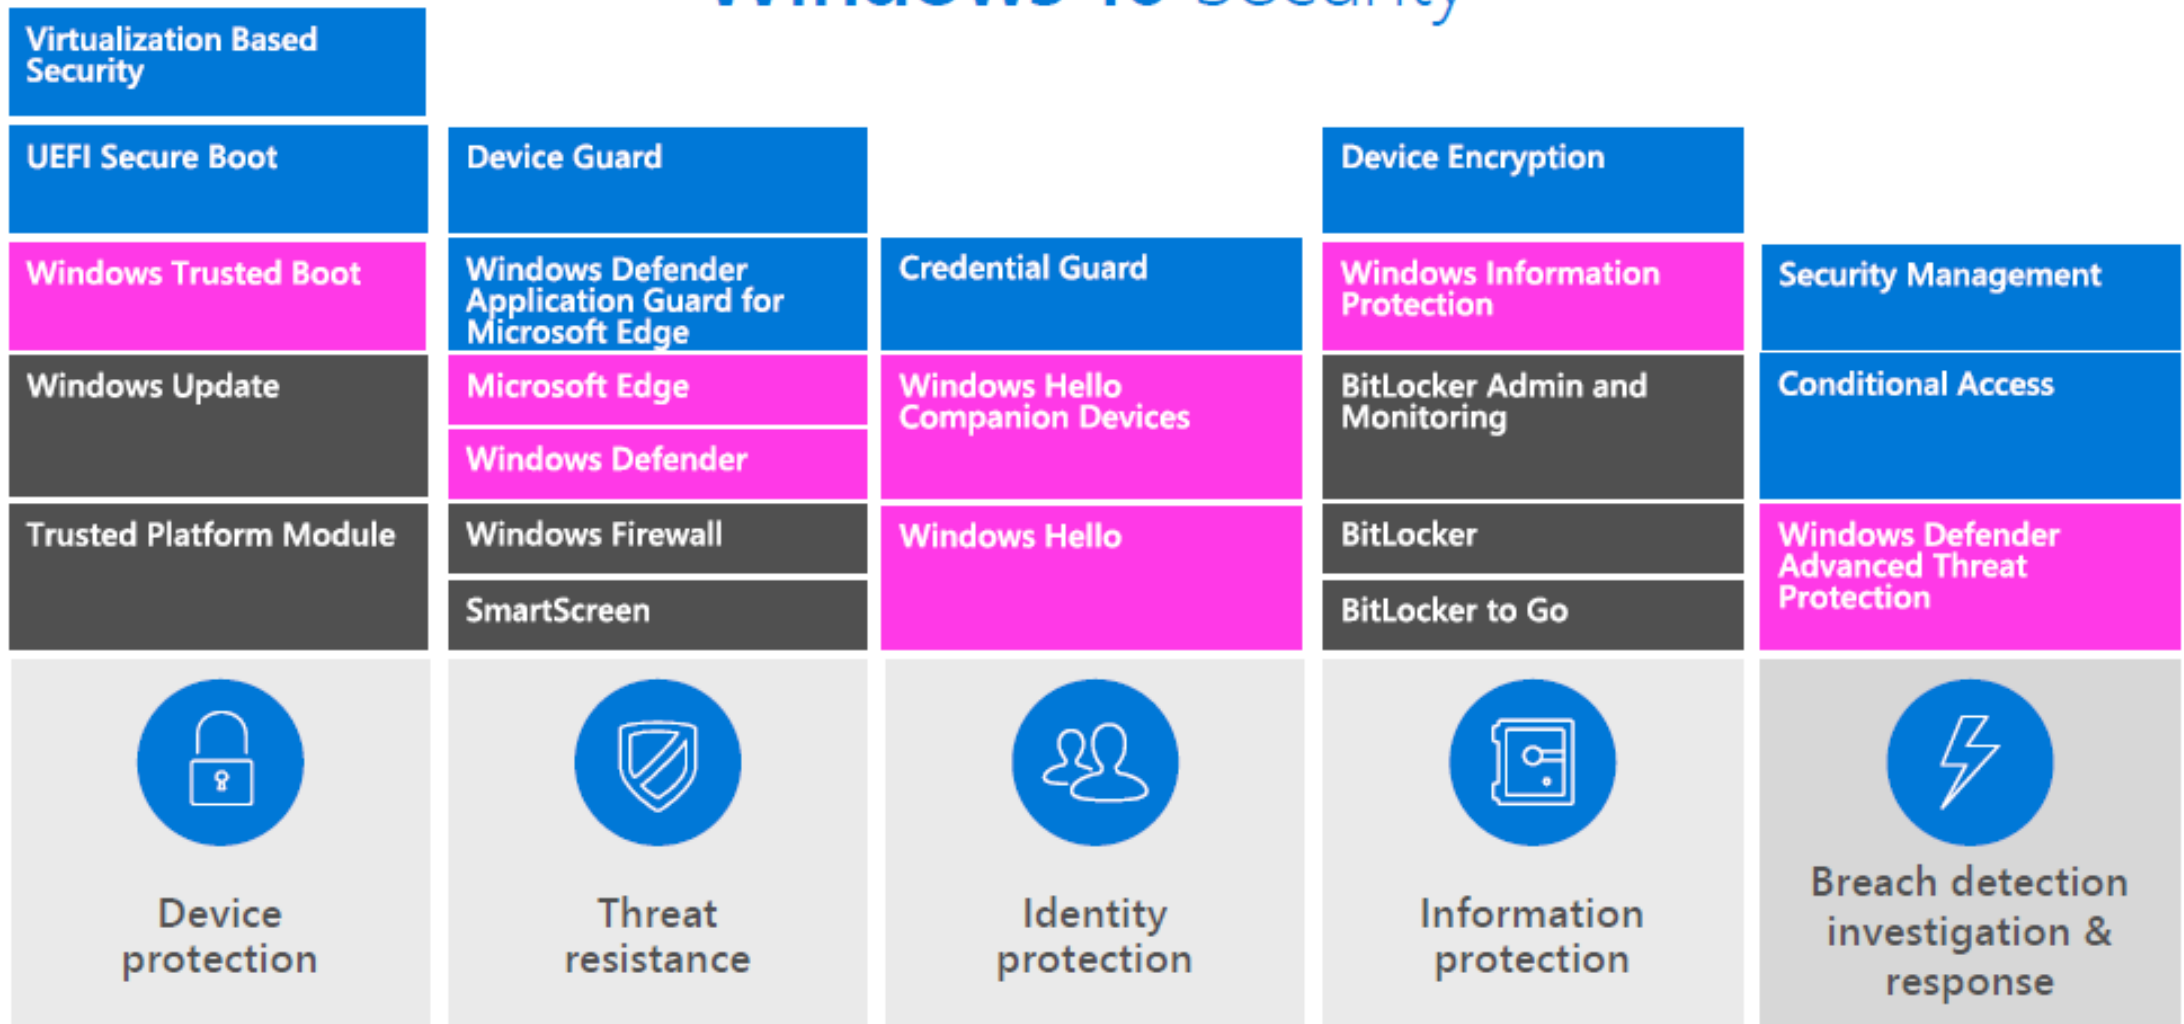 Windows 10 Security
Virtualization Based
Security
UEFI Secure Boot
Windows Trusted Boot
Windows Update
Trusted Platform Module
Device
protection
Device Guard
Windows Defender
Application Guard for
Microsoft Edge
Microsoft Edge
Windows Defender
Windows Firewall
SmartScreen
Threat
resistance
Credential Guard
Windows Hello
Companion Devices
Windows Hello
Identity
protection
Device Encryption
Windows Information
Protection
BitLocker Admin and
Monitoring
BitLocker
BitLocker to Go
Information
protection
Security Management
Conditional Access
Windows Defender
Advanced Threat
Protection
Breach detection
investigation &
response